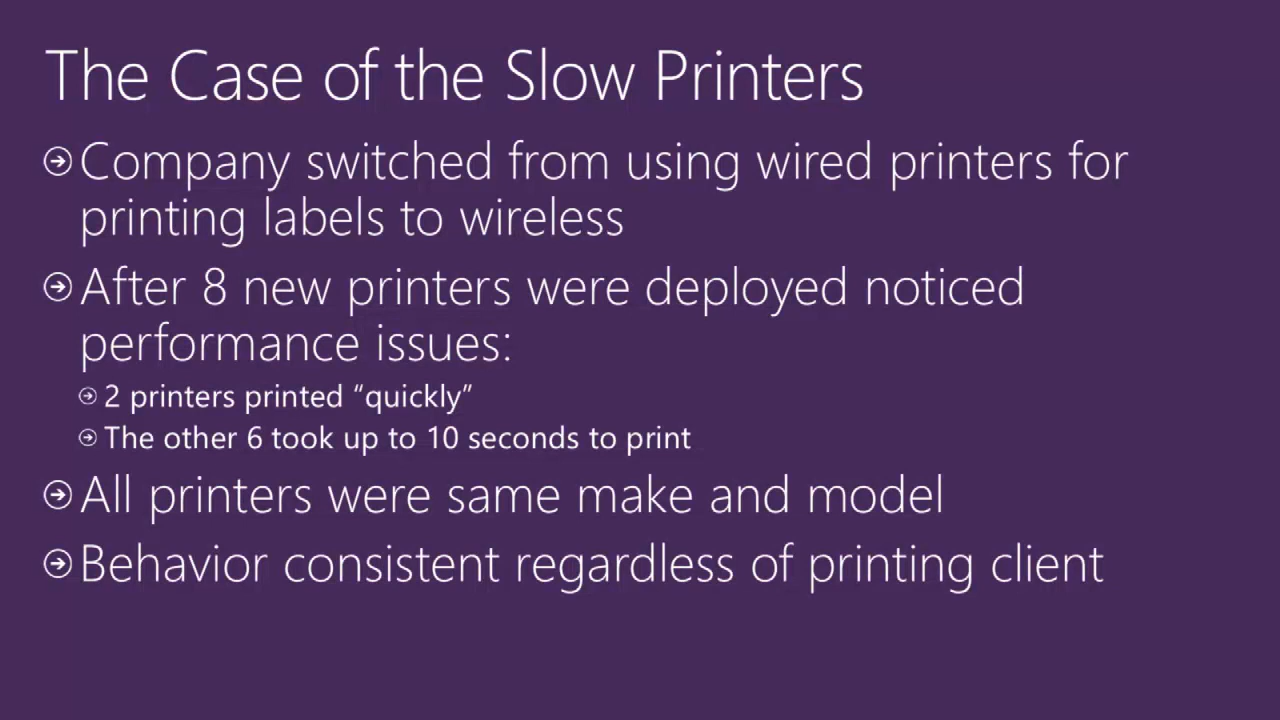 The Case of the Slow Printers
Company switched from using wired printers for
printing labels to wireless
After 8 new printers were deployed noticed
performance issues:
2 printers printed “quickly”
The other 6 took up to 10 seconds to print
All printers were same make and model
Behavior consistent regardless of printing client